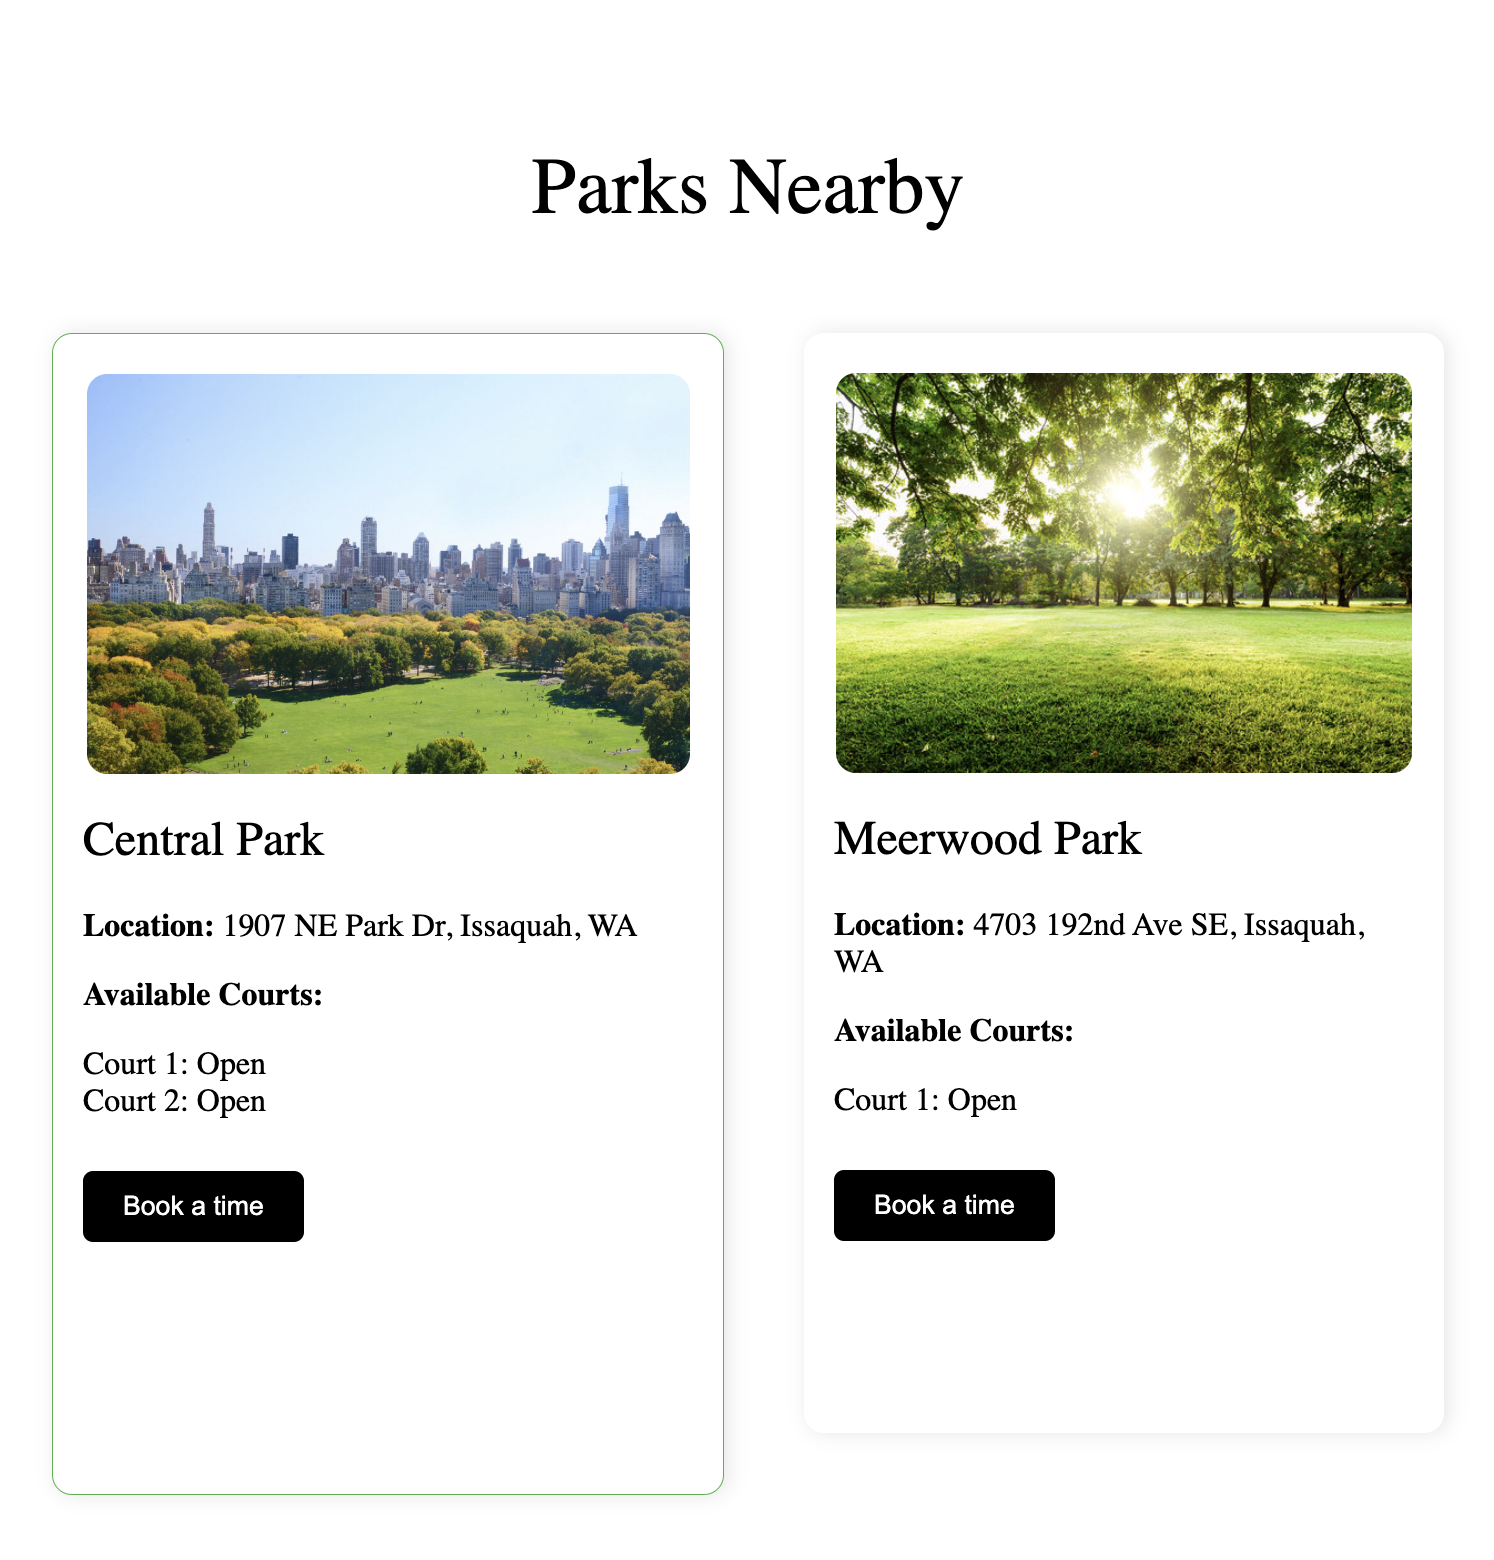 Parks Nearby
Central Park
Location: 1907 NE Park Dr, Issaquah, WA
Available Courts:
Court 1: Open
Court 2: Open
Book a time
Meerwood Park
Location: 4703 192nd Ave SE, Issaquah,
WA
Available Courts:
Court 1: Open
Book a time